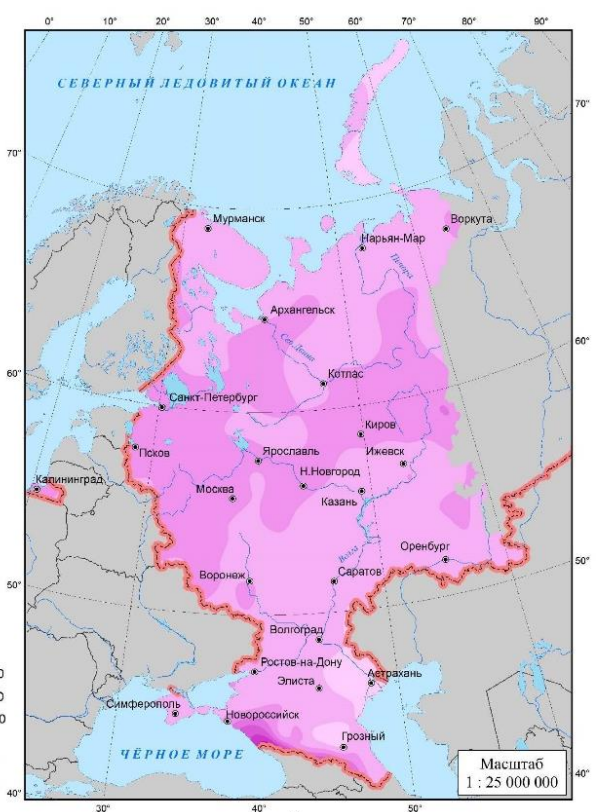 0° 10° 20° 30° 40° 50° 60° 70° 80° 90°
СЕВЕРНЫЙ ЛЕДОВИТЫЙ ОКЕАН
70°
70°
Мурманск
Воркута
Нарьян-Мар
Печора
Архангельск
Сев. Двина
60°
60°
Котлас
Санкт-Петербург
Киров
Псков
Ярославль
Ижевск
Н.Новгород
Калининград
Москва
Казань
Оренбург
Волга
50°
50°
Воронеж
Саратов
Волгоград
Ростов-на-Дону
Элиста
Астрахань
Симферополь
Новороссийск
Грозный
ЧЁРНОЕ МОРЕ
Масштаб
1 : 25 000 000
40°
40°
30° 40° 50°
0
0
0